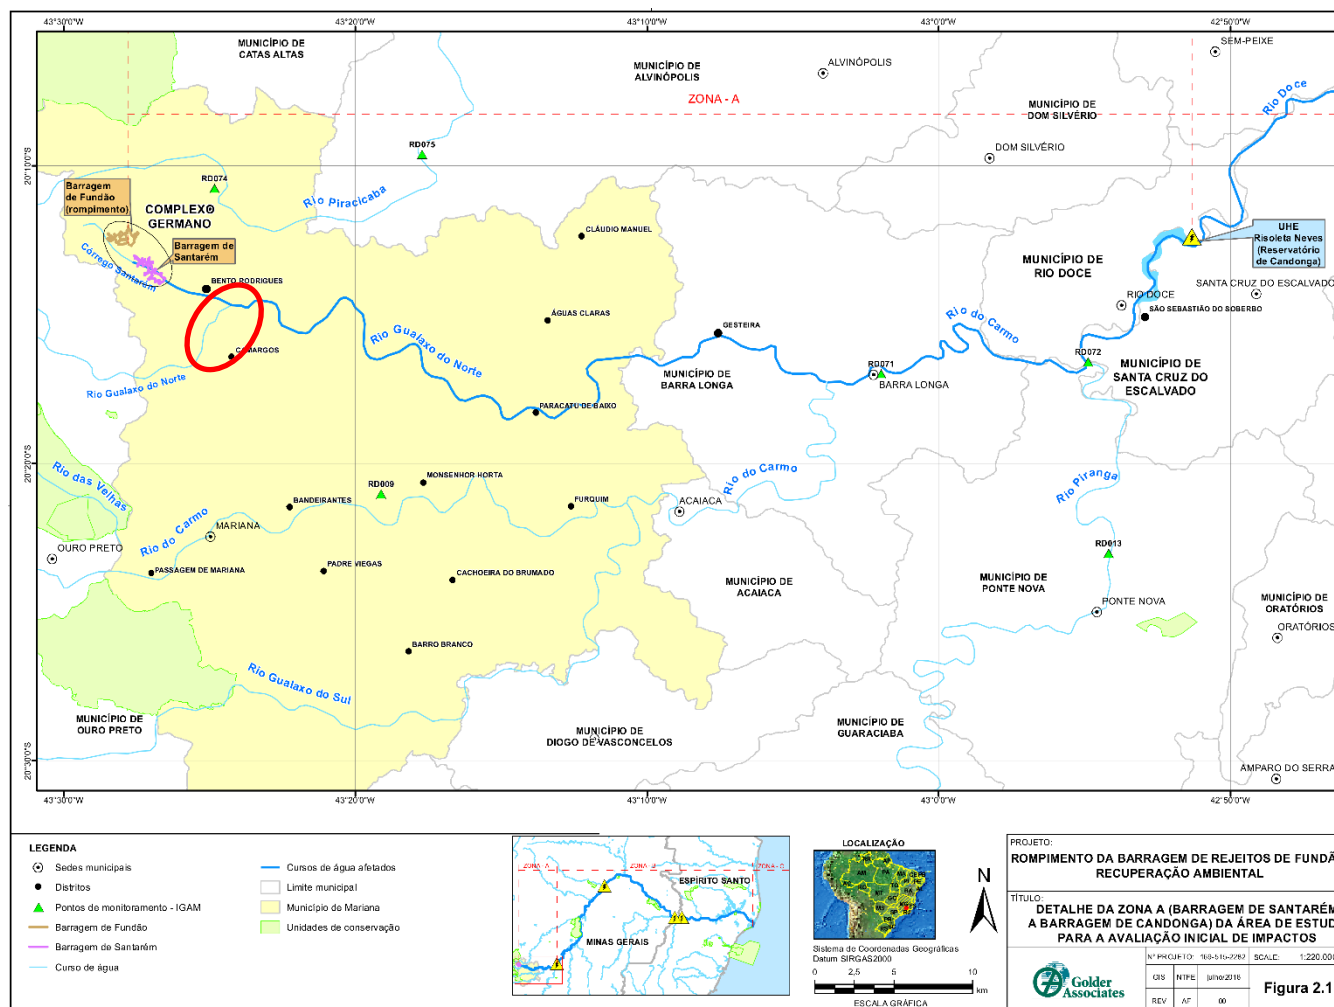 43°30'0"W
43°20'0"W
43°10'0"W
43°0'0"W
42°50'0"W
MUNICÍPIO DE
CATAS ALTAS
MUNICÍPIO DE
ALVINÓPOLIS
ALVINÓPOLIS
SEM-PEIXE
ZONA - A
Rio Doce
MUNICÍPIO DE
DOM SILVÉRIO
DOM SILVÉRIO
RD075
20°10'0"S
RD074
Rio Piracicaba
Barragem
de Fundão
(rompimento)
COMPLEXO
GERMANO
Barragem de
Santarém
Córrego Santarém
CLÁUDIO MANUEL
UHE
Risoleta Neves
(Reservatório
de Candonga)
MUNICÍPIO DE
RIO DOCE
BENTO RODRIGUES
SANTA CRUZ DO ESCALVADO
RIO DOCE
SÃO SEBASTIÃO DO SOBERBO
ÁGUAS CLARAS
Rio Gualaxo do Norte
GESTEIRA
Rio do Carmo
CAMARGOS
Rio Gualaxo do Norte
MUNICÍPIO DE
BARRA LONGA
RD071
BARRA LONGA
RD072
MUNICÍPIO DE
SANTA CRUZ DO
ESCALVADO
PARACATU DE BAIXO
20°20'0"S
Rio das Velhas
MONSENHOR HORTA
RD009
BANDEIRANTES
FURQUIM
Rio do Carmo
ACAIACA
Rio Piranga
Rio do Carmo
MARIANA
OURO PRETO
PASSAGEM DE MARIANA
PADRE VIEGAS
CACHOEIRA DO BRUMADO
RD013
MUNICÍPIO DE
ACAIACA
MUNICÍPIO DE
PONTE NOVA
PONTE NOVA
MUNICÍPIO DE
ORATÓRIOS
ORATÓRIOS
BARRO BRANCO
Rio Gualaxo do Sul
MUNICÍPIO DE
OURO PRETO
MUNICÍPIO DE
DIOGO DE VASCONCELOS
MUNICÍPIO DE
GUARACIABA
20°30'0"S
AMPARO DO SERRA
43°30'0"W
43°20'0"W
43°10'0"W
43°0'0"W
42°50'0"W
LEGENDA
Sedes municipais
Distritos
Pontos de monitoramento - IGAM
Barragem de Fundão
Barragem de Santarém
Curso de água
Cursos de água afetados
Limite municipal
Município de Mariana
Unidades de conservação
ZONA - A
ZONA - B
ZONA - C
ESPÍRITO SANTO
MINAS GERAIS
LOCALIZAÇÃO
N
Sistema de Coordenadas Geográficas
Datum SIRGAS2000
0 2,5 5 10
km
ESCALA GRÁFICA
PROJETO:
ROMPIMENTO DA BARRAGEM DE REJEITOS DE FUNDÃ
RECUPERAÇÃO AMBIENTAL
TÍTULO:
DETALHE DA ZONA A (BARRAGEM DE SANTARÉM
A BARRAGEM DE CANDONGA) DA ÁREA DE ESTUD
PARA A AVALIAÇÃO INICIAL DE IMPACTOS
Golder
Associates
Nº PROJETO: 168-515-2282 SCALE: 1:220.000
GIS NTFE julho/2016
REV AF 00
Figura 2.1